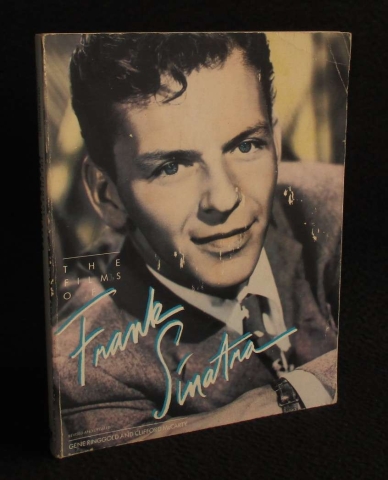 THE
FILMS
OF
Frank
Sinatra
GENE RINGGOLD AND CLIFFORD McCARTY